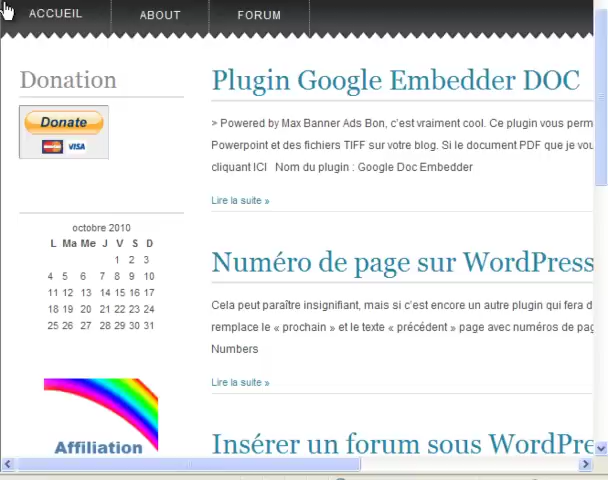 ACCUEIL ABOUT FORUM
Donation
Donate
VISA
octobre 2010
L Ma Me J V S D
1 2 3
4 5 6 7 8 9 10
11 12 13 14 15 16 17
18 19 20 21 22 23 24
25 26 27 28 29 30 31
Affiliation
Plugin Google Embedder DOC
> Powered by Max Banner Ads Bon, c'est vraiment cool. Ce plugin vous perm
Powerpoint et des fichiers TIFF sur votre blog. Si le document PDF que je vou
cliquant ICI Nom du plugin : Google Doc Embedder
Lire la suite »
Numéro de page sur WordPress
Cela peut paraître insignifiant, mais si c'est encore un autre plugin qui fera d
remplace le « prochain » et le texte « précédent » page avec numéros de pag
Numbers
Lire la suite »
Insérer un forum sous WordPre